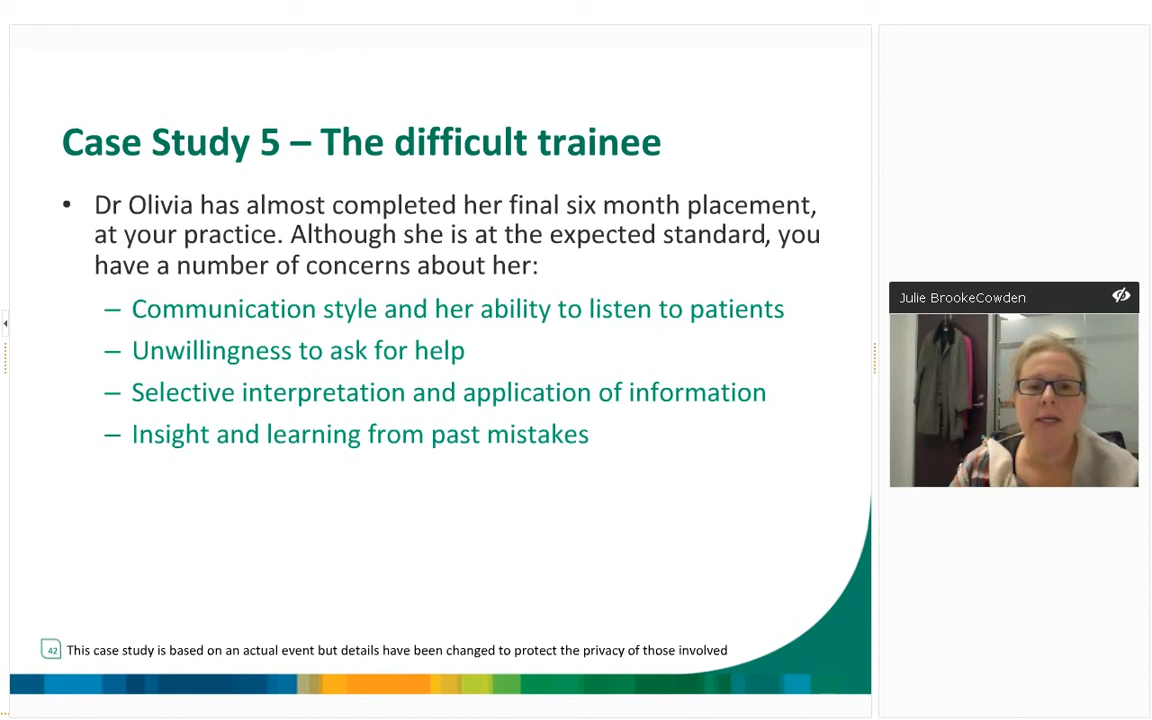 Case Study 5 – The difficult trainee
• Dr Olivia has almost completed her final six month placement,
at your practice. Although she is at the expected standard, you
have a number of concerns about her:
– Communication style and her ability to listen to patients
– Unwillingness to ask for help
– Selective interpretation and application of information
– Insight and learning from past mistakes
Julie BrookeCowden
42 This case study is based on an actual event but details have been changed to protect the privacy of those involved